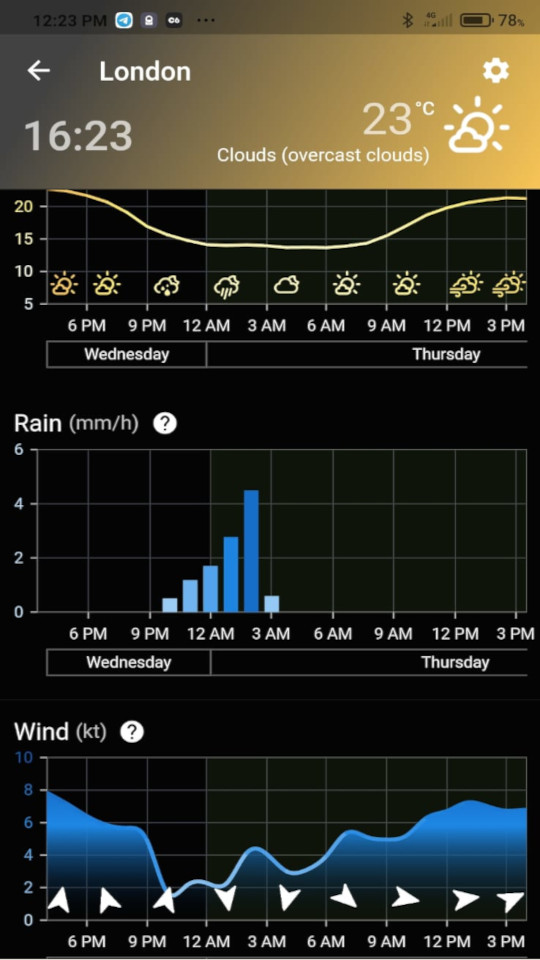 12:23 PM ... 4G 78%
London
16:23
23 °C
Clouds (overcast clouds)
20
15
10
5
6 PM 9 PM 12 AM 3 AM 6 AM 9 AM 12 PM 3 PM
Wednesday Thursday
Rain (mm/h) ?
6
4
2
0
6 PM 9 PM 12 AM 3 AM 6 AM 9 AM 12 PM 3 PM
Wednesday Thursday
Wind (kt) ?
10
8
6
4
2
0
6 PM 9 PM 12 AM 3 AM 6 AM 9 AM 12 PM 3 PM